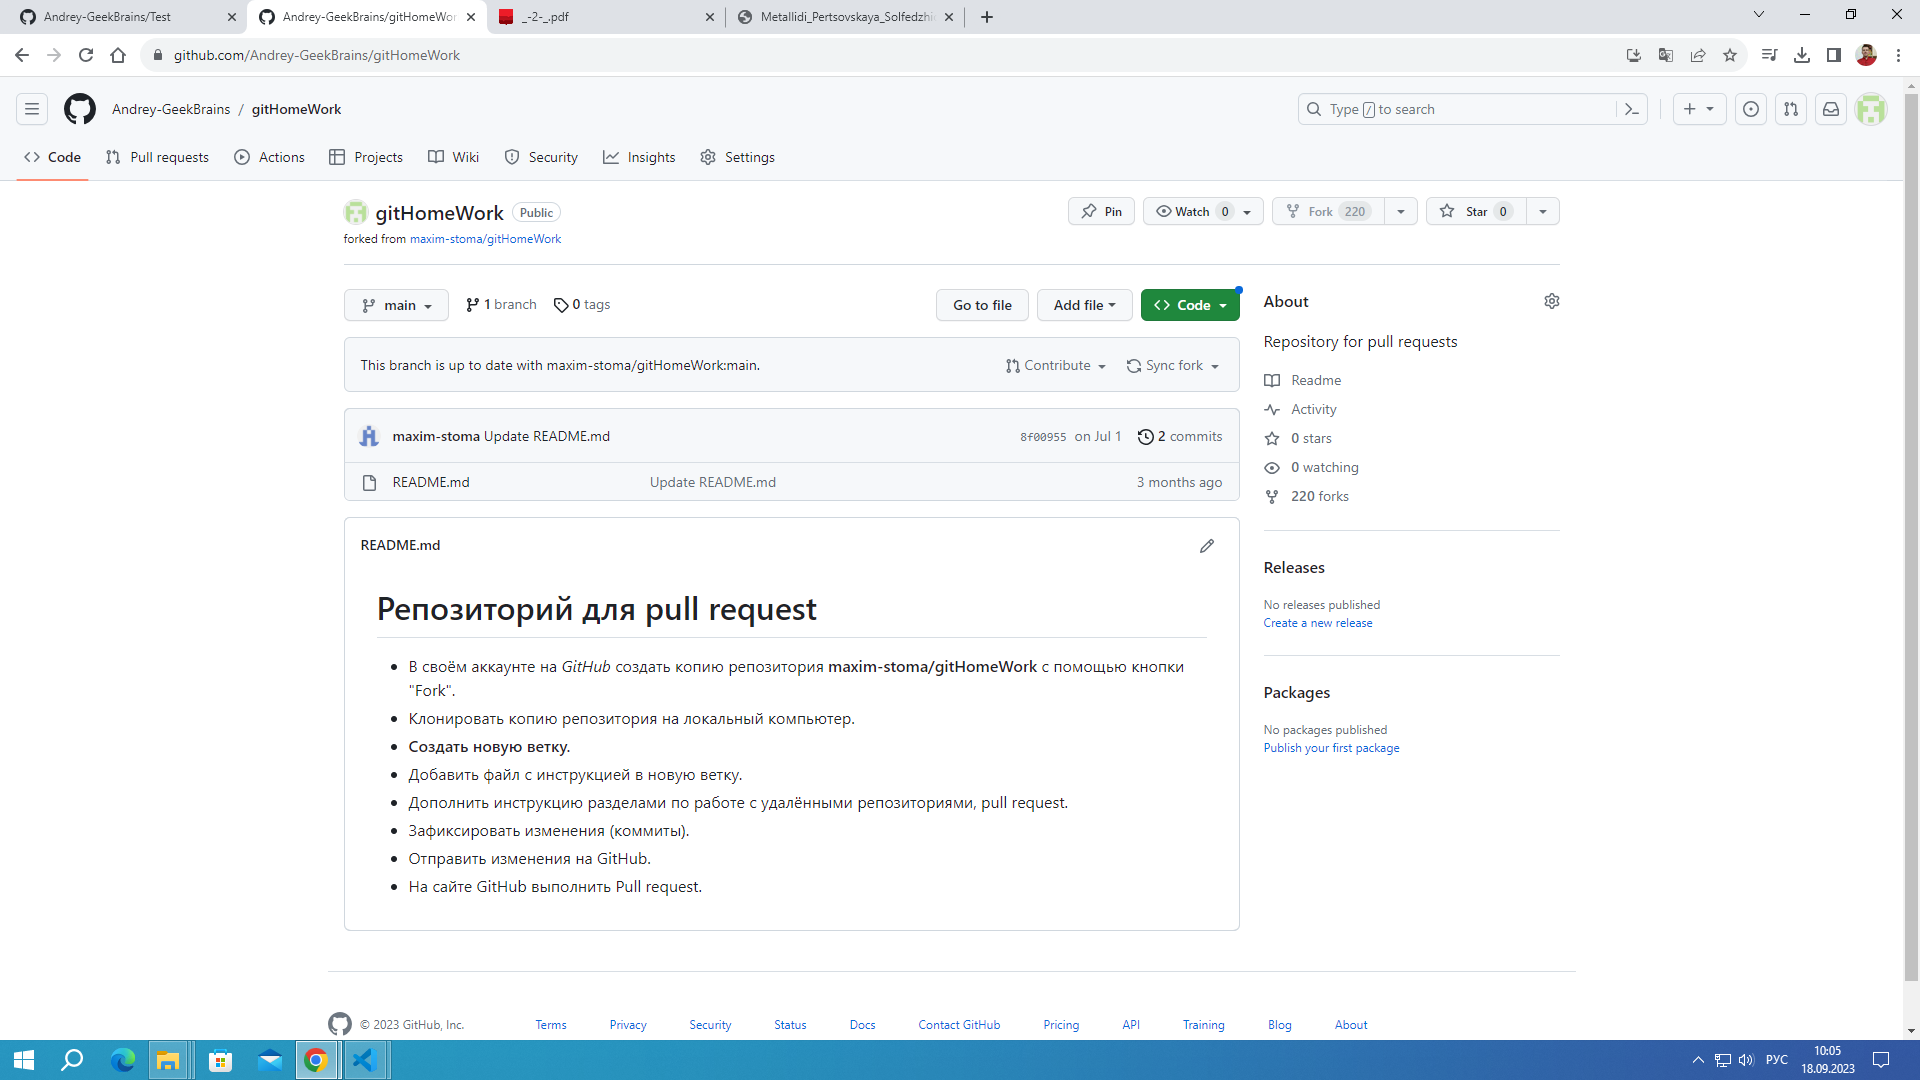 Andrey-GeekBrains/Test
Andrey-GeekBrains/gitHomeWor
_-2-_.pdf
Metallidi_Pertsovskaya_Solfedzhi
github.com/Andrey-GeekBrains/gitHomeWork
Andrey-GeekBrains / gitHomeWork
Type / to search
Code
Pull requests
Actions
Projects
Wiki
Security
Insights
Settings
gitHomeWork Public
Pin
Watch 0
Fork 220
Star 0
forked from maxim-stoma/gitHomeWork
main
1 branch
0 tags
Go to file
Add file
Code
This branch is up to date with maxim-stoma/gitHomeWork:main.
Contribute
Sync fork
maxim-stoma Update README.md
8f00955 on Jul 1
2 commits
README.md
Update README.md
3 months ago
README.md
Репозиторий для pull request
В своём аккаунте на GitHub создать копию репозитория maxim-stoma/gitHomeWork с помощью кнопки
"Fork".
Клонировать копию репозитория на локальный компьютер.
Создать новую ветку.
Добавить файл с инструкцией в новую ветку.
Дополнить инструкцию разделами по работе с удалёнными репозиториями, pull request.
Зафиксировать изменения (коммиты).
Отправить изменения на GitHub.
На сайте GitHub выполнить Pull request.
About
Repository for pull requests
Readme
Activity
0 stars
0 watching
220 forks
Releases
No releases published
Create a new release
Packages
No packages published
Publish your first package
© 2023 GitHub, Inc.
Terms
Privacy
Security
Status
Docs
Contact GitHub
Pricing
API
Training
Blog
About
РУС
10:05
18.09.2023